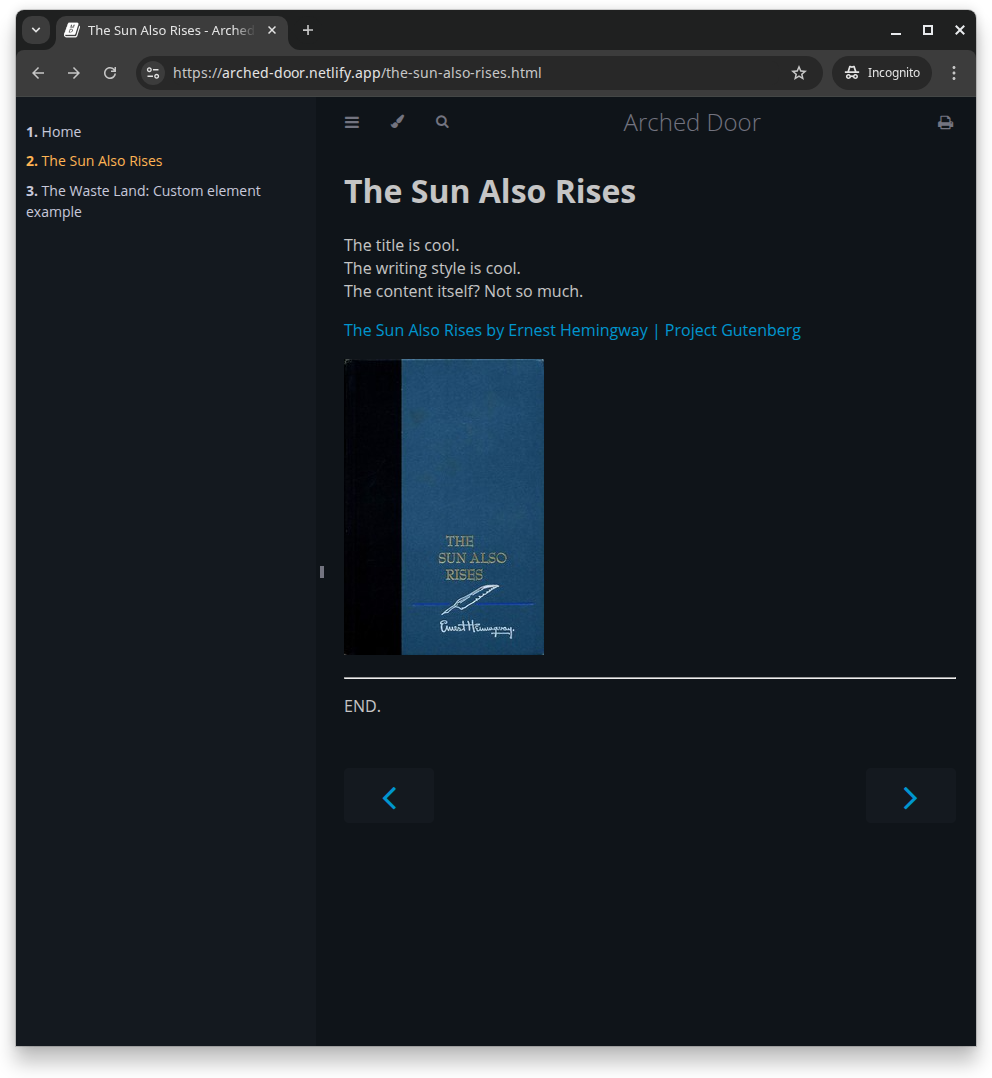 The Sun Also Rises - Arched
https://arched-door.netlify.app/the-sun-also-rises.html
Incognito
1. Home
2. The Sun Also Rises
3. The Waste Land: Custom element
example
Arched Door
The Sun Also Rises
The title is cool.
The writing style is cool.
The content itself? Not so much.
The Sun Also Rises by Ernest Hemingway | Project Gutenberg
THE
SUN ALSO
RISES
Ernest Hemingway.
END.